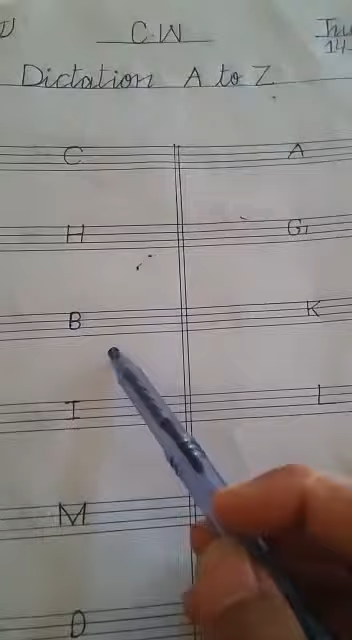 C.W
Dictation A to Z
C A
H G
B K
I L
M
D